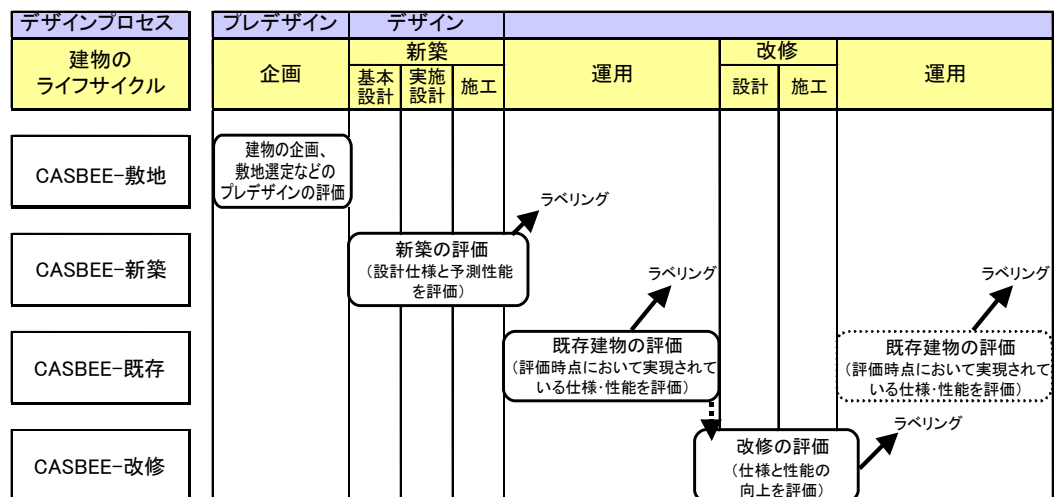 デザインプロセス
プレデザイン
デザイン
建物の
ライフサイクル
企画
新築
基本
設計
実施
設計
施工
運用
改修
設計
施工
運用
CASBEE-敷地
建物の企画、
敷地選定などの
プレデザインの評価
ラベリング
CASBEE-新築
新築の評価
（設計仕様と予測性能
を評価）
ラベリング
ラベリング
CASBEE-既存
既存建物の評価
（評価時点において実現されて
いる仕様・性能を評価）
既存建物の評価
（評価時点において実現されて
いる仕様・性能を評価）
ラベリング
CASBEE-改修
改修の評価
（仕様と性能の
向上を評価）